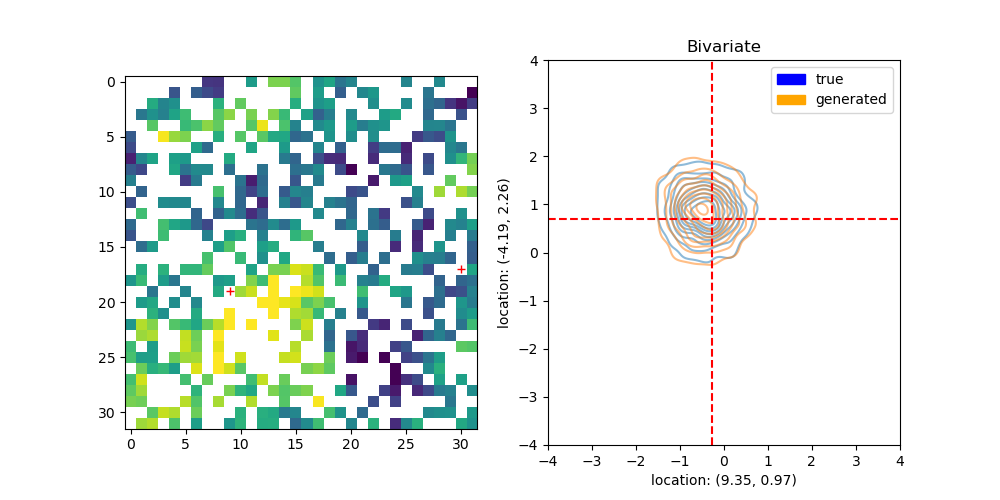 0
5
10
15
20
25
30
0 5 10 15 20 25 30
Bivariate
true
generated
4
3
2
1
0
−1
−2
−3
−4
location: (-4.19, 2.26)
−4 −3 −2 −1 0 1 2 3 4
location: (9.35, 0.97)